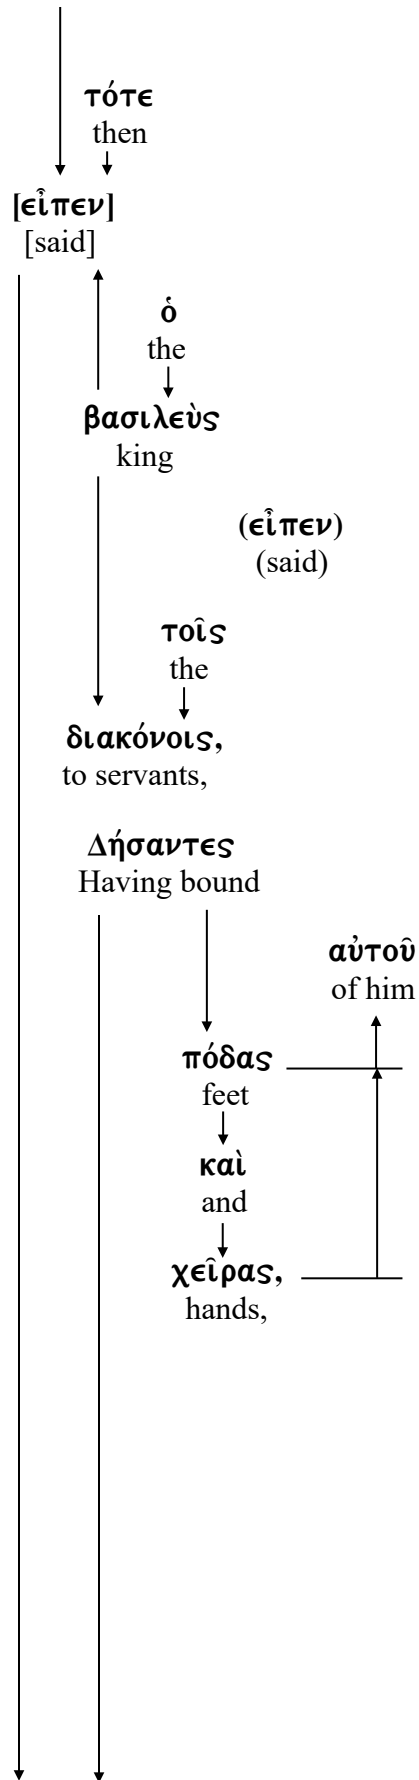 τότε
then
[εἶπεν]
[said]
ὁ
the
βασιλεὺς
king
(εἶπεν)
(said)
τοῖς
the
διακόνοις,
to servants,
Δήσαντες
Having bound
αὐτοῦ
of him
πόδας
feet
καὶ
and
χεῖρας,
hands,